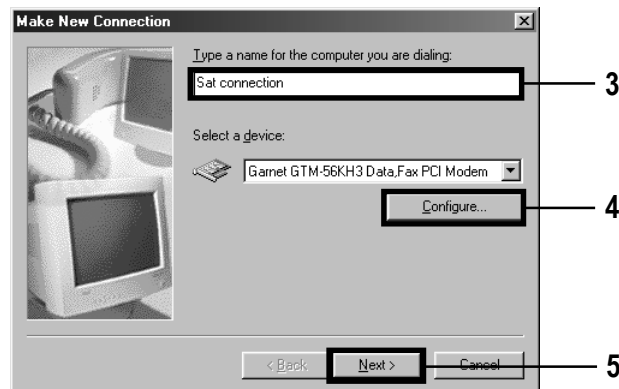 Make New Connection
Type a name for the computer you are dialing:
Sat connection
3
Select a device:
Garnet GTM-56KH3 Data,Fax PCI Modem
Configure...
4
< Back
Next >
Cancel
5